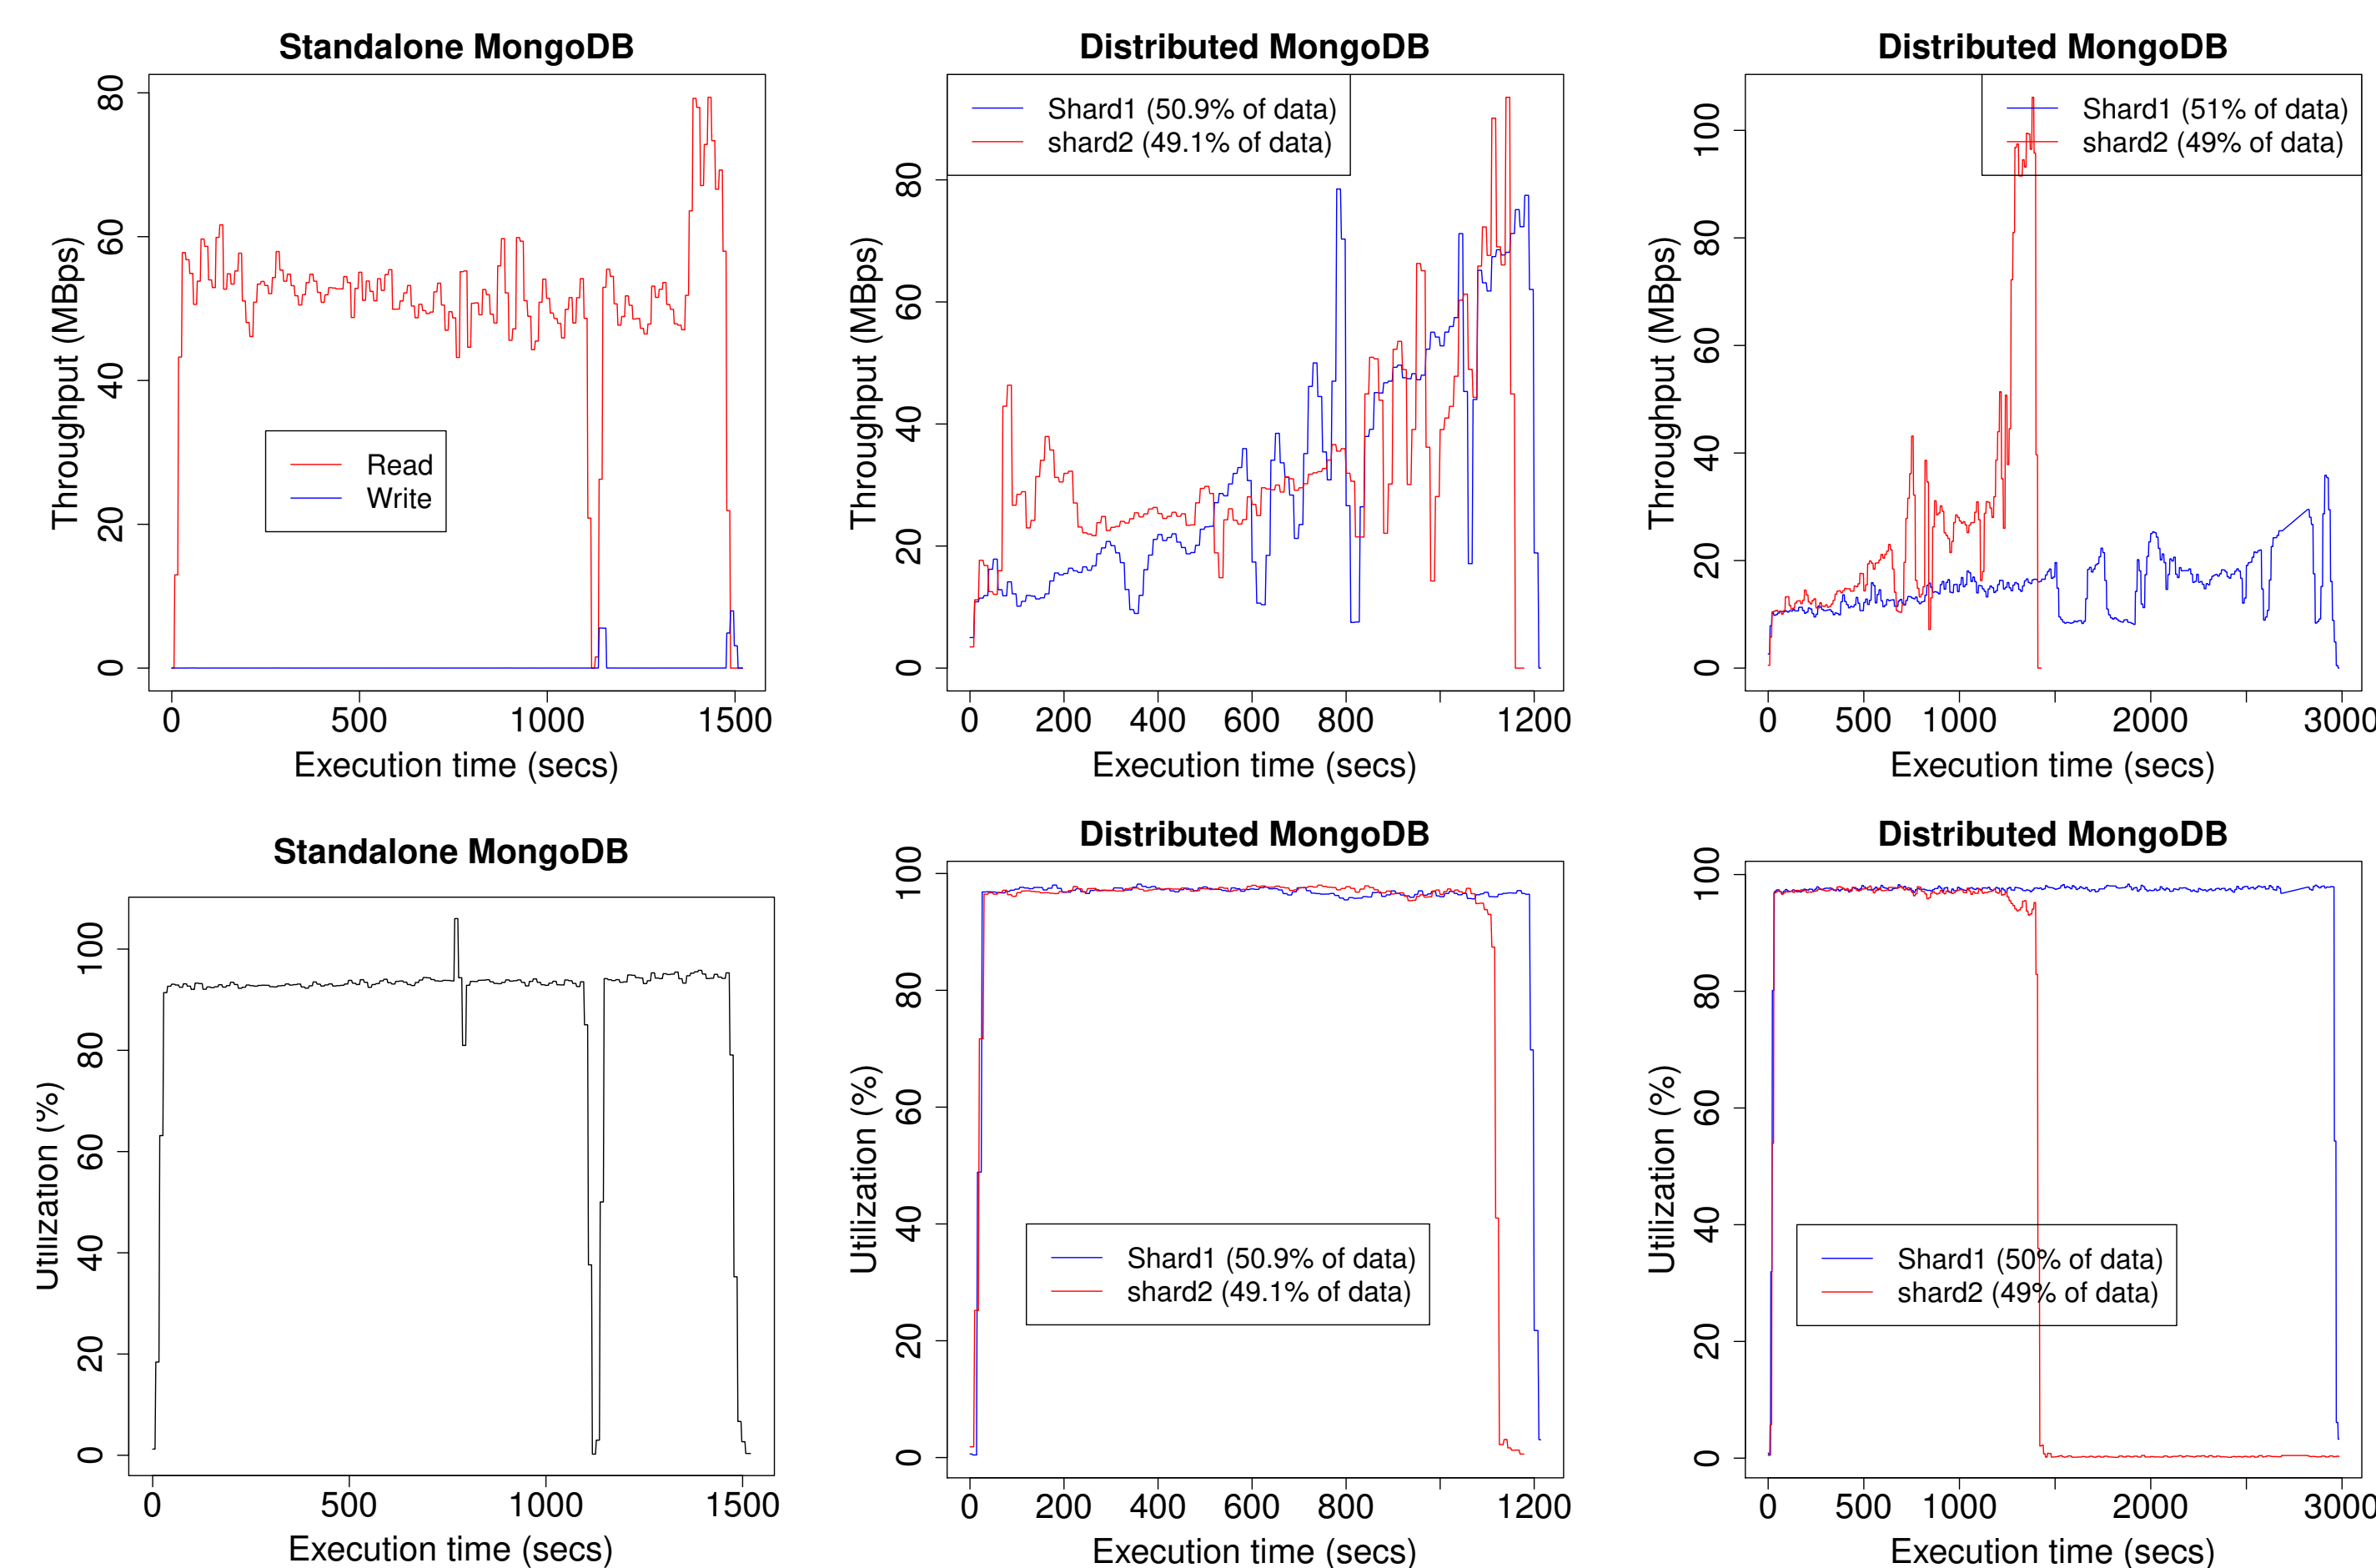 Standalone MongoDB
Throughput (MBps)
0 20 40 60 80
Read
Write
0 500 1000 1500
Execution time (secs)
Distributed MongoDB
Throughput (MBps)
0 20 40 60 80
Shard1 (50.9% of data)
shard2 (49.1% of data)
0 200 400 600 800 1200
Execution time (secs)
Distributed MongoDB
Throughput (MBps)
0 20 40 60 80 100
Shard1 (51% of data)
shard2 (49% of data)
0 500 1000 2000 3000
Execution time (secs)
Standalone MongoDB
Utilization (%)
0 20 40 60 80 100
0 500 1000 1500
Execution time (secs)
Distributed MongoDB
Utilization (%)
0 20 40 60 80 100
Shard1 (50.9% of data)
shard2 (49.1% of data)
0 200 400 600 800 1200
Execution time (secs)
Distributed MongoDB
Utilization (%)
0 20 40 60 80 100
Shard1 (50% of data)
shard2 (49% of data)
0 500 1000 2000 3000
Execution time (secs)